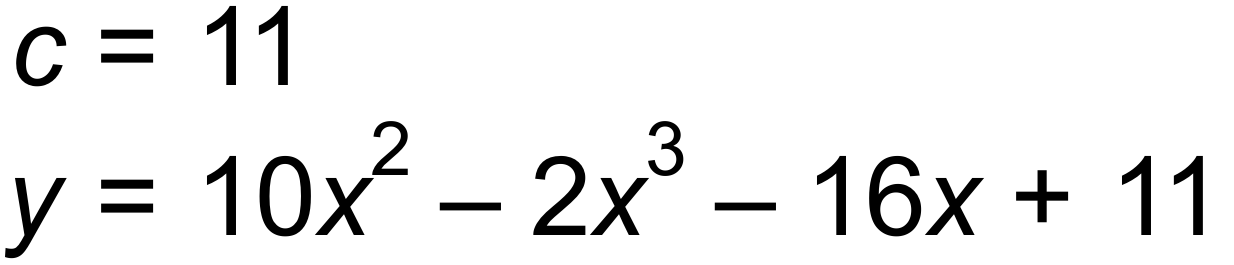 c = 11
y = 10x² – 2x³ – 16x + 11